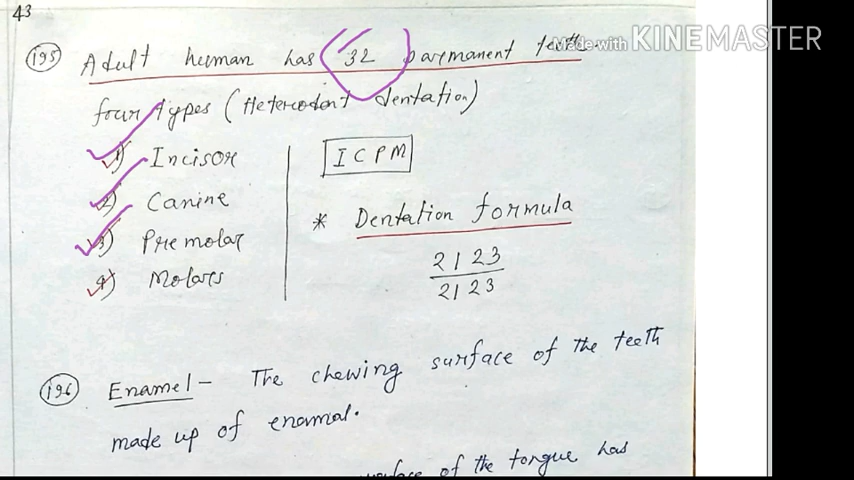 43
195 Adult human has 32 parmanent teeth-
Made with KINEMASTER
four types (Heterodont dentation)
1) Incisor
2) Canine
3) Premolar
4) Molars
ICPM
* Dentation formula
2123
2123
196 Enamel - The chewing surface of the teeth
made up of enamal.
surface of the tongue has